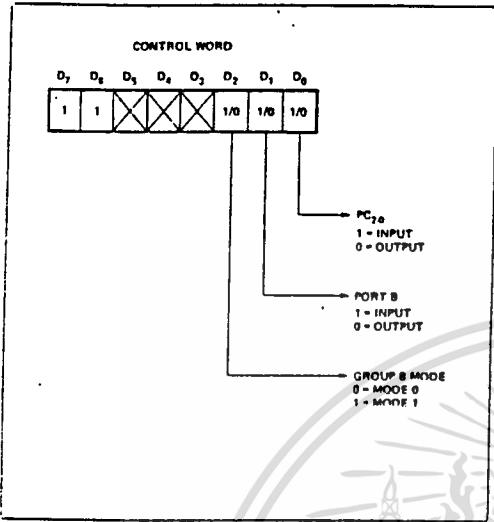 CONTROL WORD
D7 D6 D5 D4 D3 D2 D1 D0
1 1 1/0 1/0 1/0
PC2-0
1 = INPUT
0 = OUTPUT
PORT B
1 = INPUT
0 = OUTPUT
GROUP B MODE
0 = MODE 0
1 = MODE 1